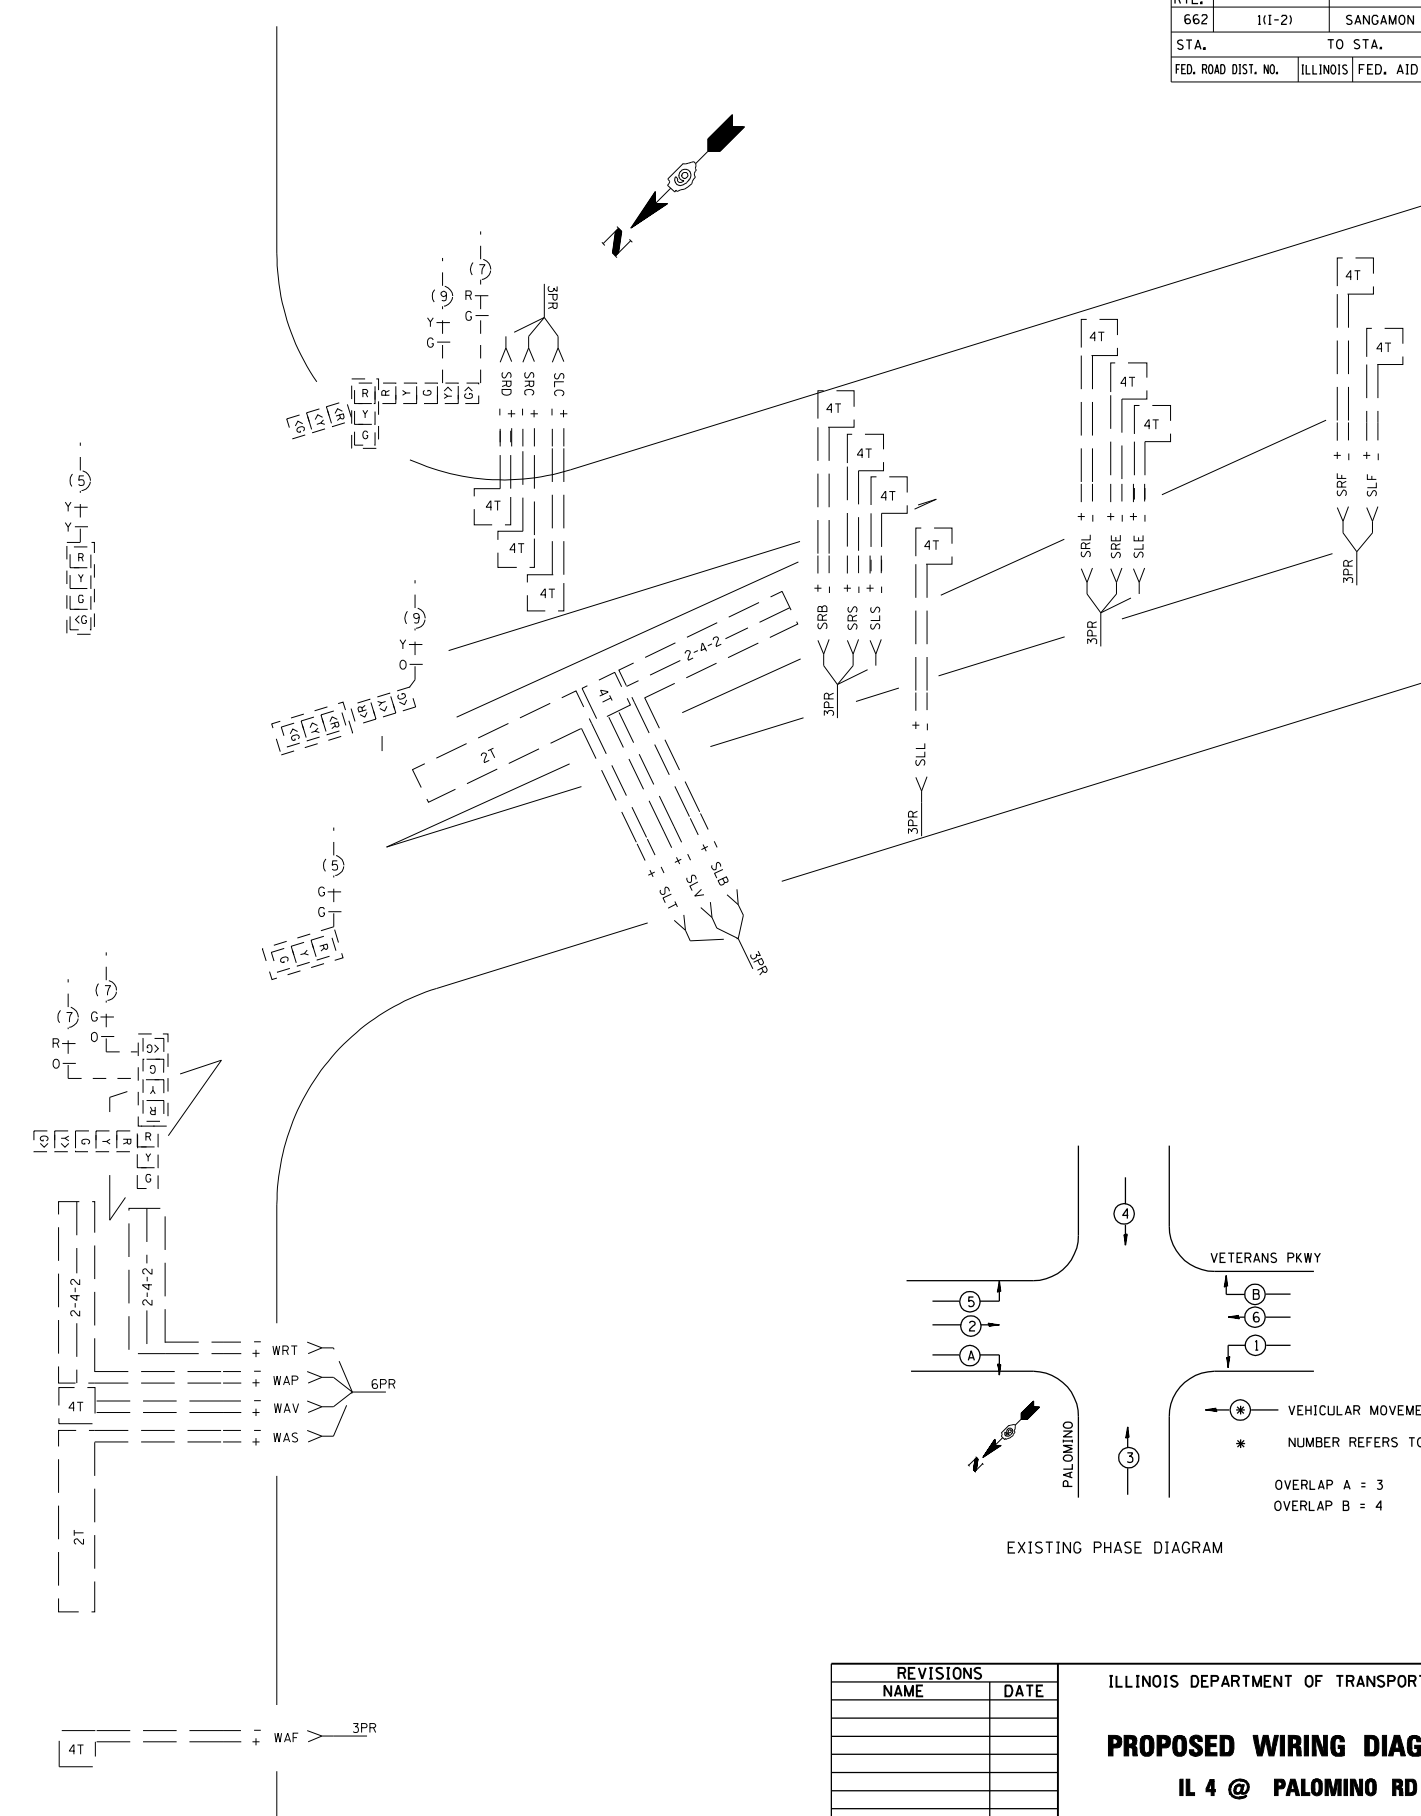 RTE.
662 1(I-2) SANGAMON
STA. TO STA.
FED. ROAD DIST. NO. ILLINOIS FED. AID
N
(7)
R
G
(9)
Y
G
3PR
SRD SRC SLC
+ + +
R R Y G <Y <G
Y
G
<R
<Y
<G
4T
4T
4T
(5)
Y
Y
R
Y
G
<G
(9)
Y
O
<G <Y <R R> Y> G>
4T
4T
4T
+ - + - + -
SRB SRS SLS
3PR
4T
+ -
SLL
3PR
4T
4T
4T
+ - + - + -
SRL SRE SLE
3PR
4T
4T
+ - + -
SRF SLF
3PR
2-4-2
4T
2T
+ - + - + -
SLT SLV SLB
3PR
(5)
G
G
G Y R
(7)
G
O
(7)
R
O
G>
G
Y
R
G> Y> G Y R R
Y
G
2-4-2 2-4-2
- + WRT
- + WAP
- + WAV
- + WAS
6PR
4T
2T
- + WAF 3PR
4T
4
VETERANS PKWY
5 B
2 6
A 1
3
N
PALOMINO
* VEHICULAR MOVEME
* NUMBER REFERS TO
OVERLAP A = 3
OVERLAP B = 4
EXISTING PHASE DIAGRAM
REVISIONS
NAME DATE
ILLINOIS DEPARTMENT OF TRANSPORT
PROPOSED WIRING DIAG
IL 4 @ PALOMINO RD